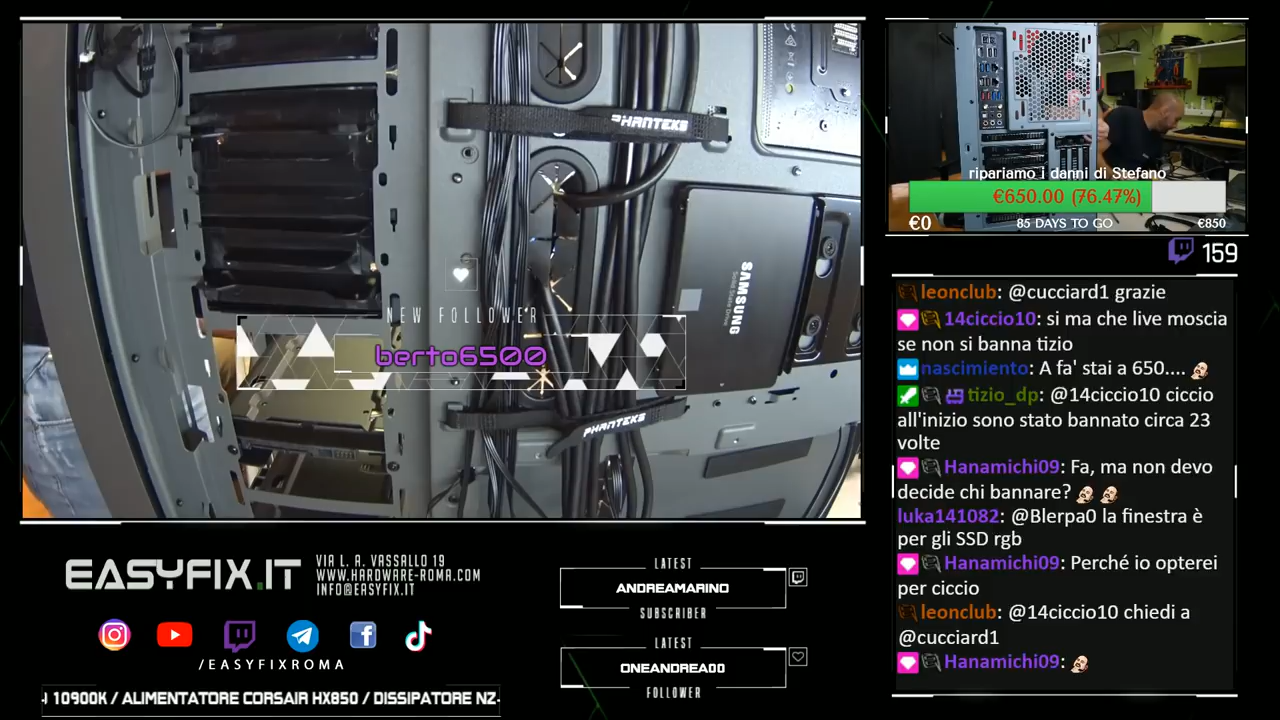 PHANTEKS
SAMSUNG
Solid State Drive
PHANTEKS
NEW FOLLOWER
berto6500
ripariamo i danni di Stefano
€650.00 (76.47%)
€0
85 DAYS TO GO
€850
159
leonclub: @cucciard1 grazie
14ciccio10: si ma che live moscia
se non si banna tizio
nascimiento: A fa' stai a 650....
tizio_dp: @14ciccio10 ciccio
all'inizio sono stato bannato circa 23
volte
Hanamichi09: Fa, ma non devo
decide chi bannare?
luka141082: @Blerpa0 la finestra è
per gli SSD rgb
Hanamichi09: Perché io opterei
per ciccio
leonclub: @14ciccio10 chiedi a
@cucciard1
Hanamichi09:
EASYFIX.IT
VIA L. A. VASSALLO 19
WWW.HARDWARE-ROMA.COM
INFO@EASYFIX.IT
/EASYFIXROMA
10900K / ALIMENTATORE CORSAIR HX850 / DISSIPATORE NZ
LATEST
ANDREAMARINO
SUBSCRIBER
LATEST
ONEANDREA00
FOLLOWER